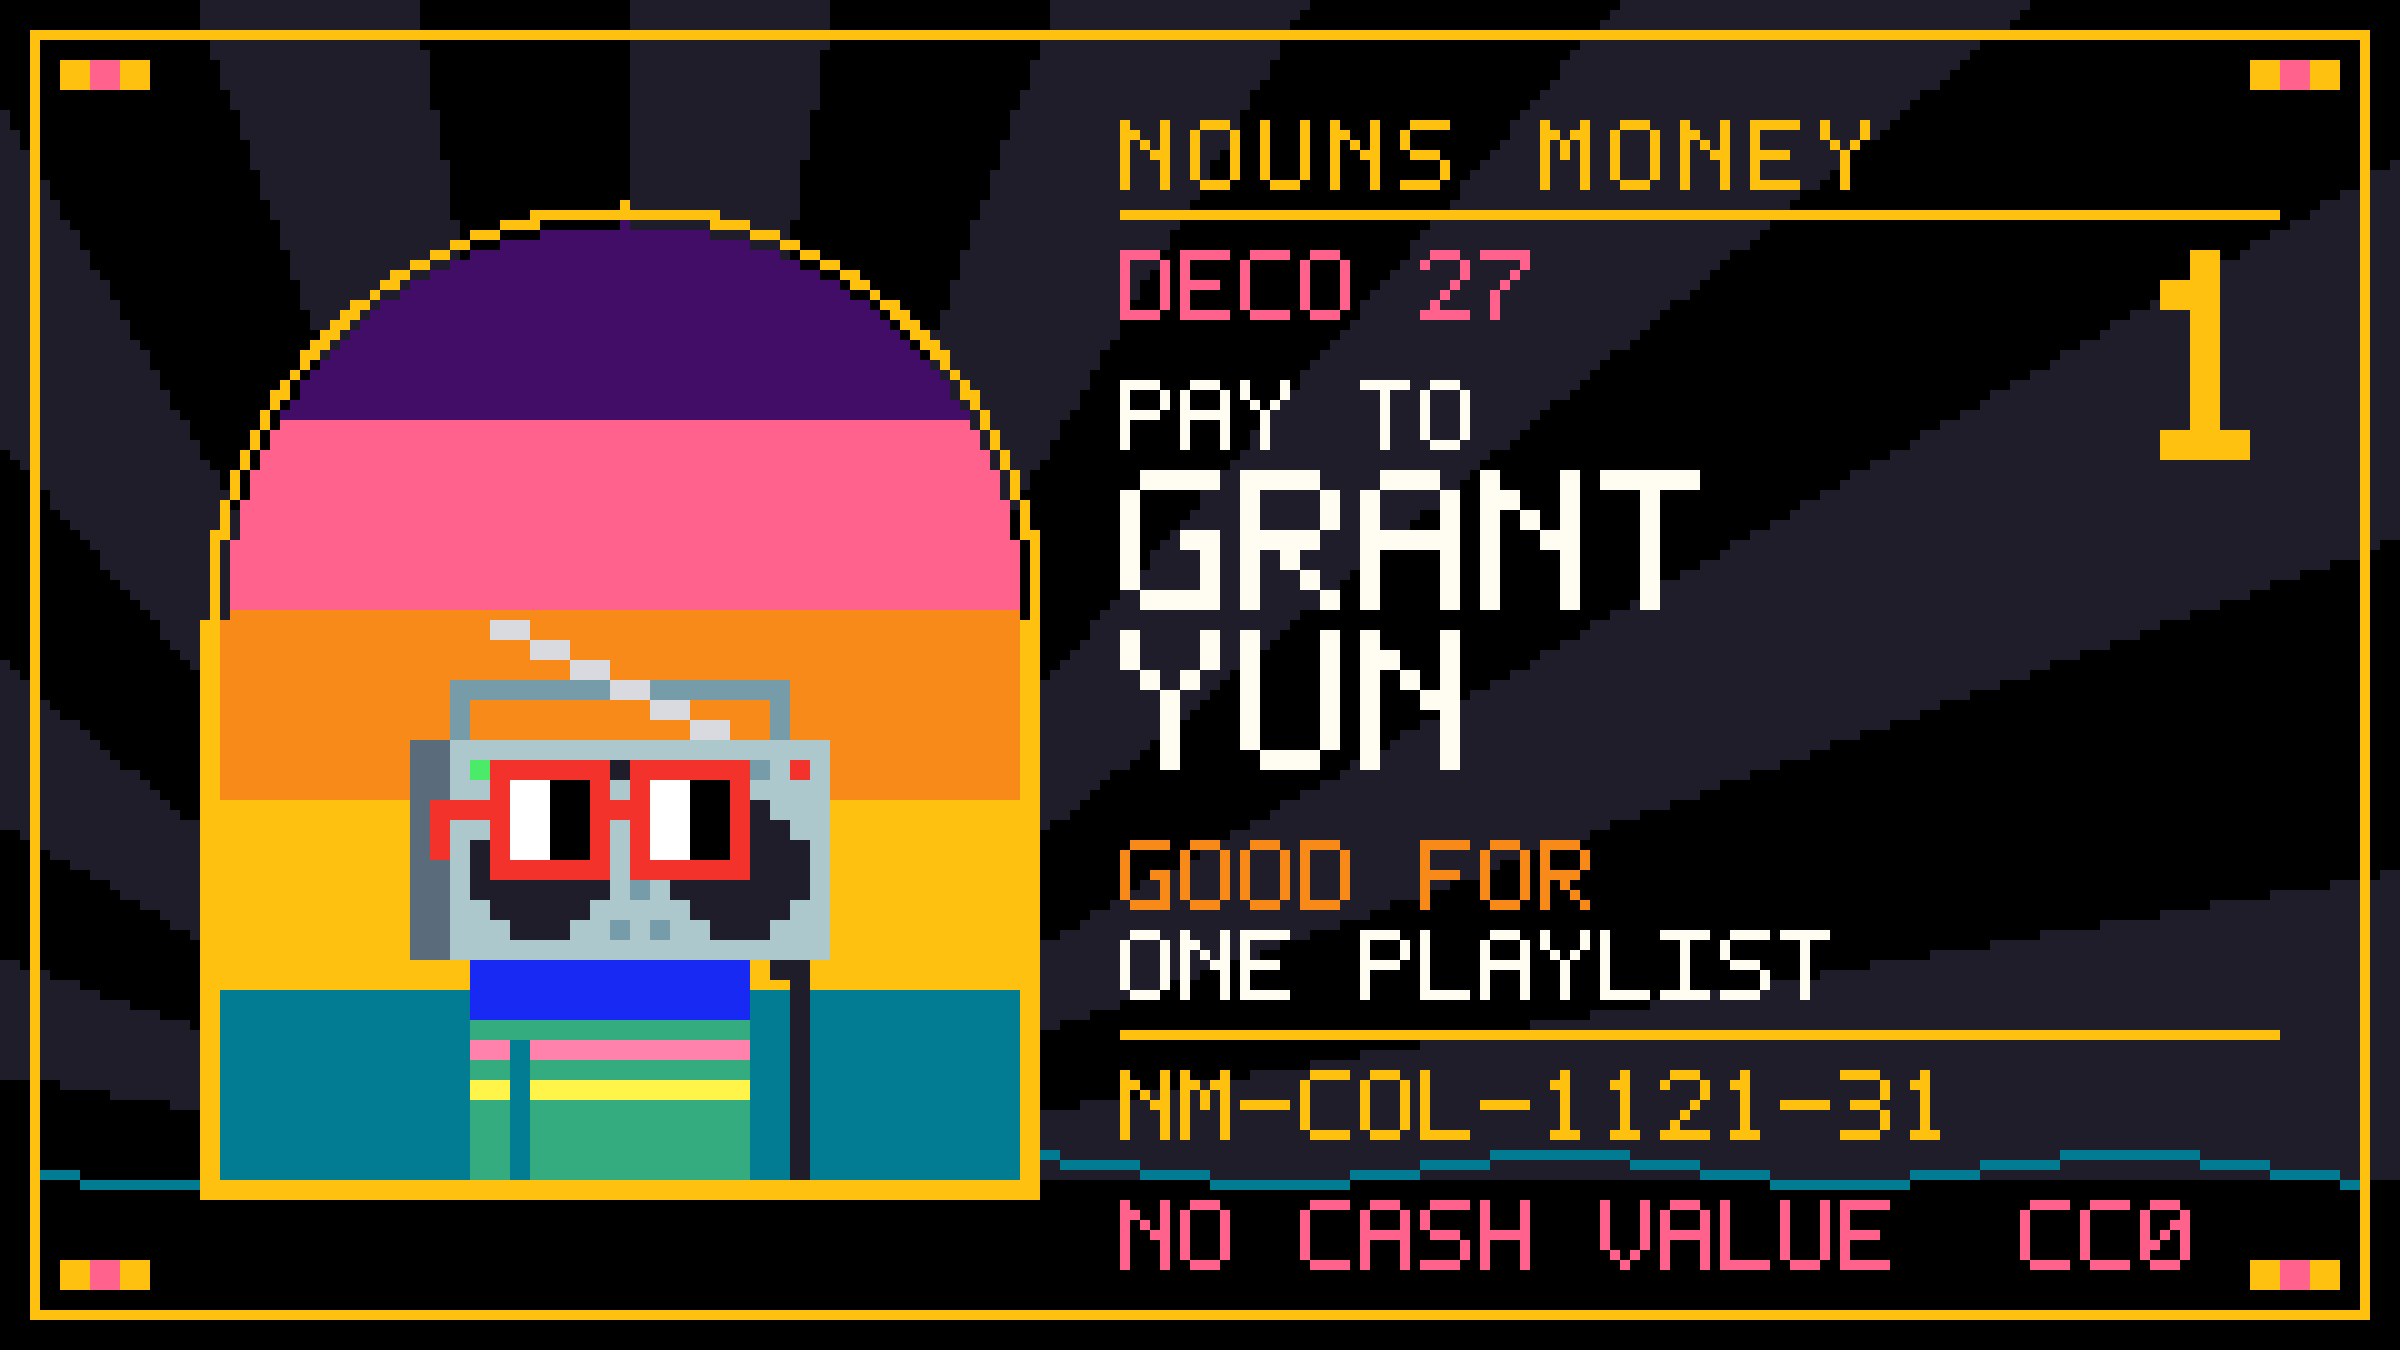 NOUNS MONEY
DECO 27
1
PAY TO
GRANT
YUN
GOOD FOR
ONE PLAYLIST
NM-COL-1121-31
NO CASH VALUE CC0